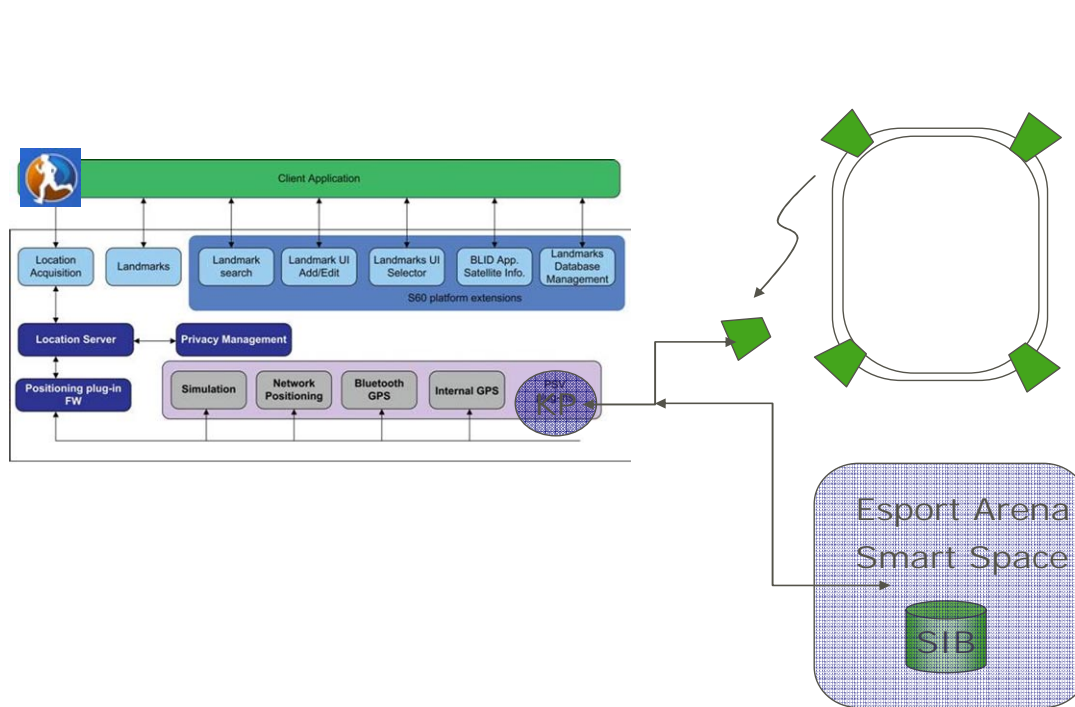 Client Application
Location
Acquisition
Landmarks
Landmark
search
Landmark UI
Add/Edit
Landmarks UI
Selector
BLID App.
Satellite Info.
Landmarks
Database
Management
S60 platform extensions
Location Server
Privacy Management
Positioning plug-in
FW
Simulation
Network
Positioning
Bluetooth
GPS
Internal GPS
KP
Esport Arena
Smart Space
SIB